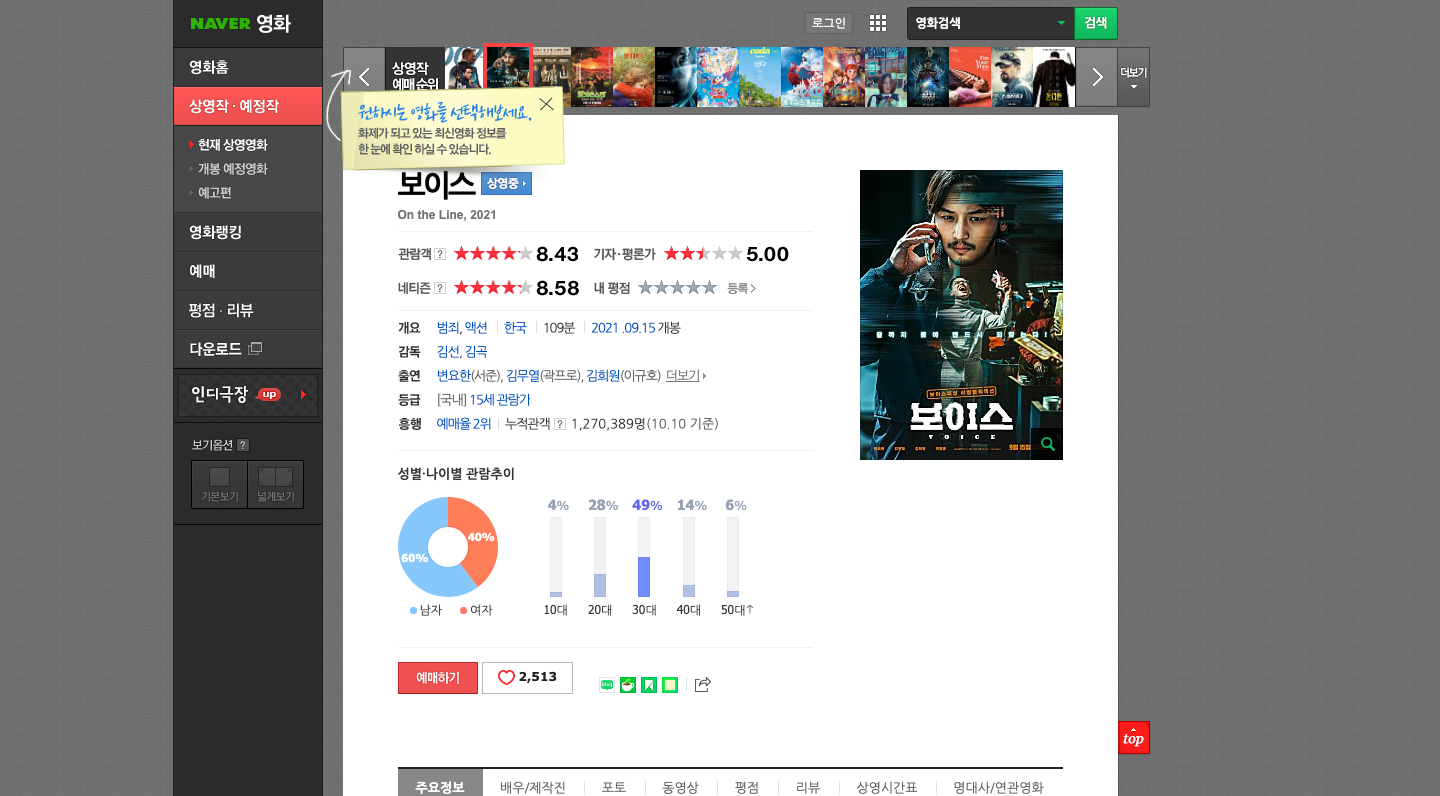 NAVER 영화
로그인
영화검색
검색
영화홈
상영작 · 예정작
현재 상영영화
개봉 예정영화
예고편
영화랭킹
예매
평점 · 리뷰
다운로드
인디극장 up
보기옵션 ?
기본보기 넓게보기
상영작
예매순위
coda
더보기
원하시는 영화를 선택해보세요.
화제가 되고 있는 최신영화 정보를
한 눈에 확인 하실 수 있습니다.
보이스 상영중
On the Line, 2021
관람객 ? 8.43 기자·평론가 5.00
네티즌 ? 8.58 내 평점 등록
개요 범죄, 액션 한국 109분 2021 .09.15 개봉
감독 김선, 김곡
출연 변요한(서준), 김무열(곽프로), 김희원(이규호) 더보기
등급 [국내] 15세 관람가
흥행 예매율 2위 누적관객 ? 1,270,389명(10.10 기준)
끝까지 쫓아 반드시 되찾는다!
보이스
VOICE
성별·나이별 관람추이
4% 28% 49% 14% 6%
40%
60%
남자 여자
10대 20대 30대 40대 50대↑
예매하기 2,513
blog
top
주요정보 배우/제작진 포토 동영상 평점 리뷰 상영시간표 명대사/연관영화